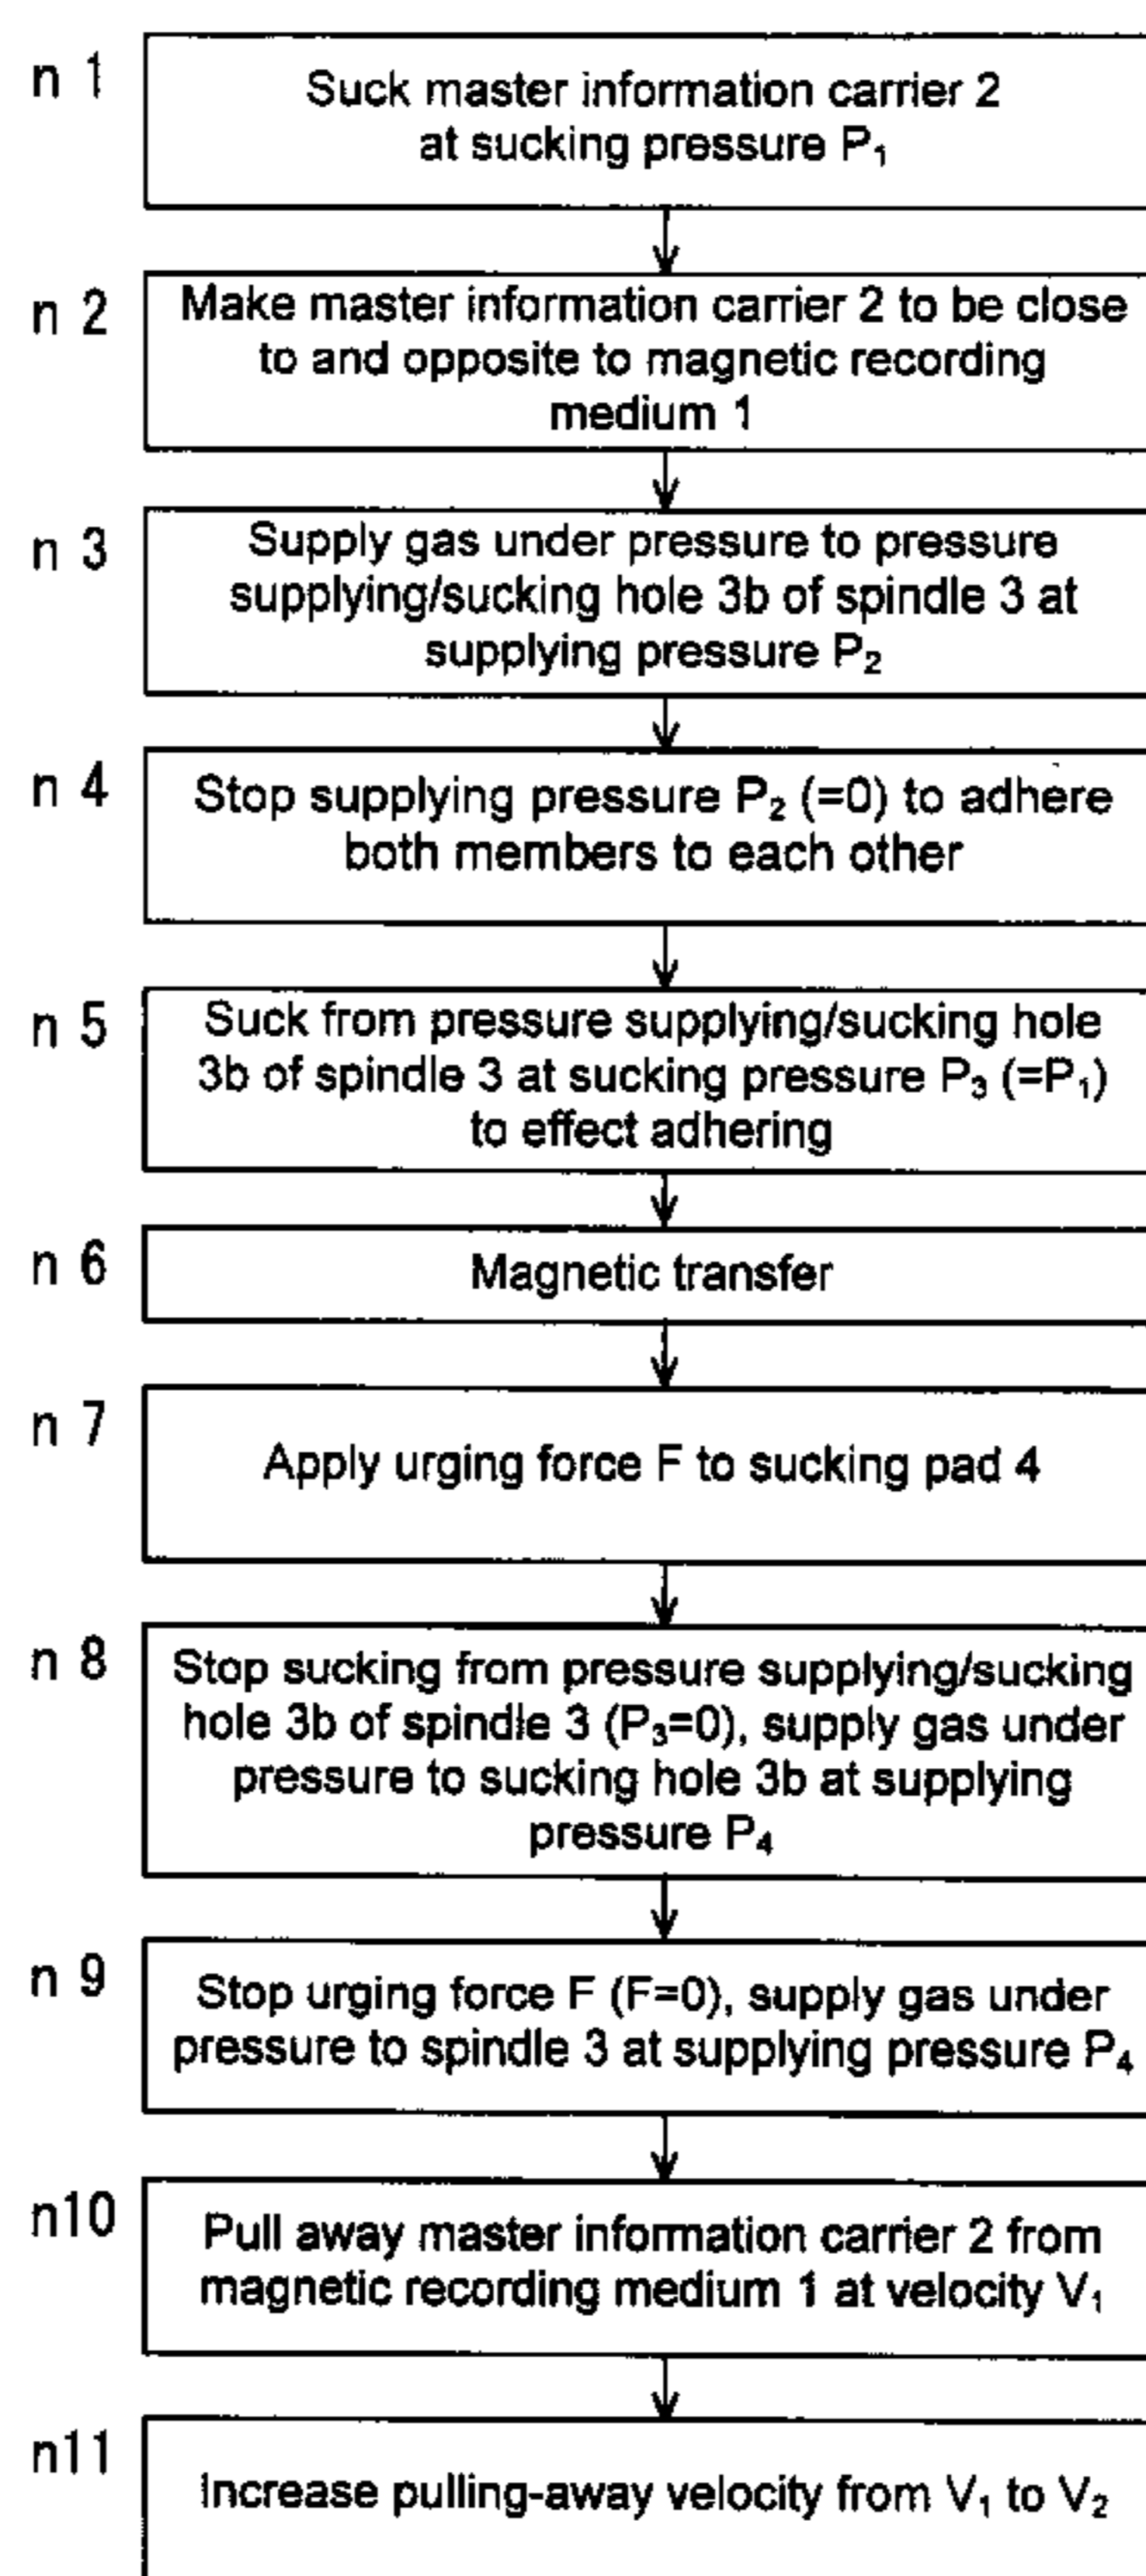 n 1
Suck master information carrier 2
at sucking pressure P₁
n 2
Make master information carrier 2 to be close
to and opposite to magnetic recording
medium 1
n 3
Supply gas under pressure to pressure
supplying/sucking hole 3b of spindle 3 at
supplying pressure P₂
n 4
Stop supplying pressure P₂ (=0) to adhere
both members to each other
n 5
Suck from pressure supplying/sucking hole
3b of spindle 3 at sucking pressure P₃ (=P₁)
to effect adhering
n 6
Magnetic transfer
n 7
Apply urging force F to sucking pad 4
n 8
Stop sucking from pressure supplying/sucking
hole 3b of spindle 3 (P₃=0), supply gas under
pressure to sucking hole 3b at supplying
pressure P₄
n 9
Stop urging force F (F=0), supply gas under
pressure to spindle 3 at supplying pressure P₄
n10
Pull away master information carrier 2 from
magnetic recording medium 1 at velocity V₁
n11
Increase pulling-away velocity from V₁ to V₂